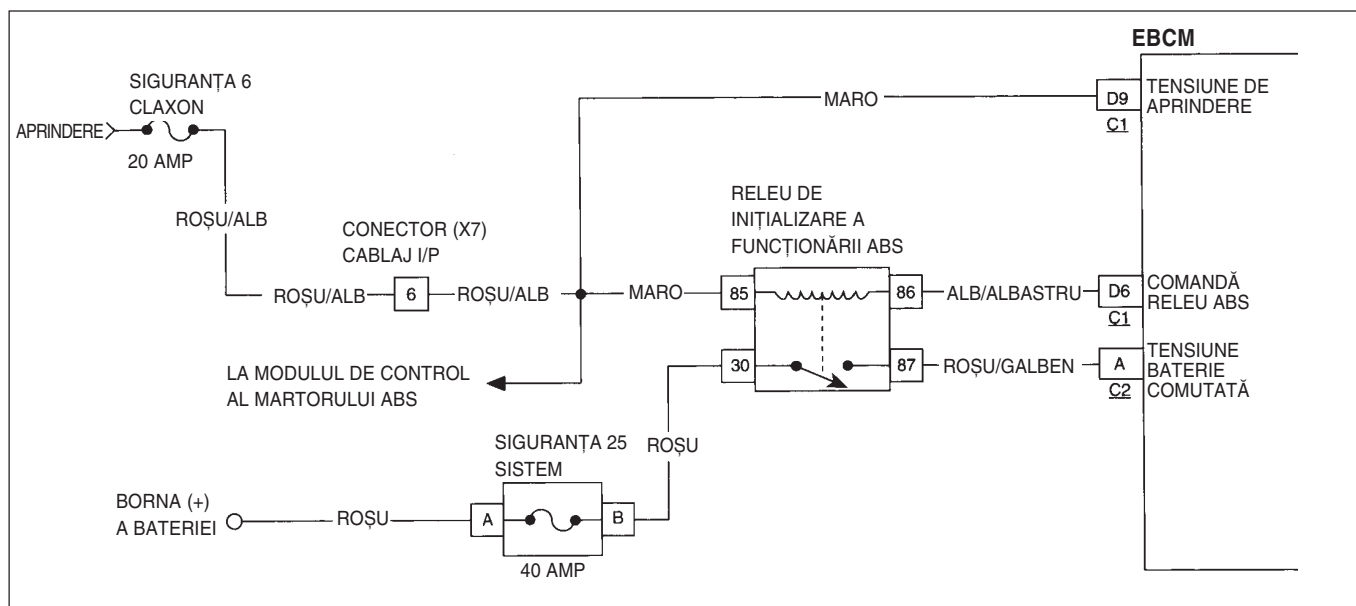 EBCM
SIGURANȚA 6
CLAXON
APRINDERE
20 AMP
MARO
D9
C1
TENSIUNE DE
APRINDERE
ROȘU/ALB
CONECTOR (X7)
CABLAJ I/P
ROȘU/ALB
6
ROȘU/ALB
MARO
RELEU DE
INIȚIALIZARE A
FUNCȚIONĂRII ABS
85
86
ALB/ALBASTRU
D6
C1
COMANDĂ
RELEU ABS
30
87
ROȘU/GALBEN
A
C2
TENSIUNE
BATERIE
COMUTATĂ
LA MODULUL DE CONTROL
AL MARTORULUI ABS
ROȘU
SIGURANȚA 25
SISTEM
BORNA (+)
A BATERIEI
ROȘU
A
B
40 AMP